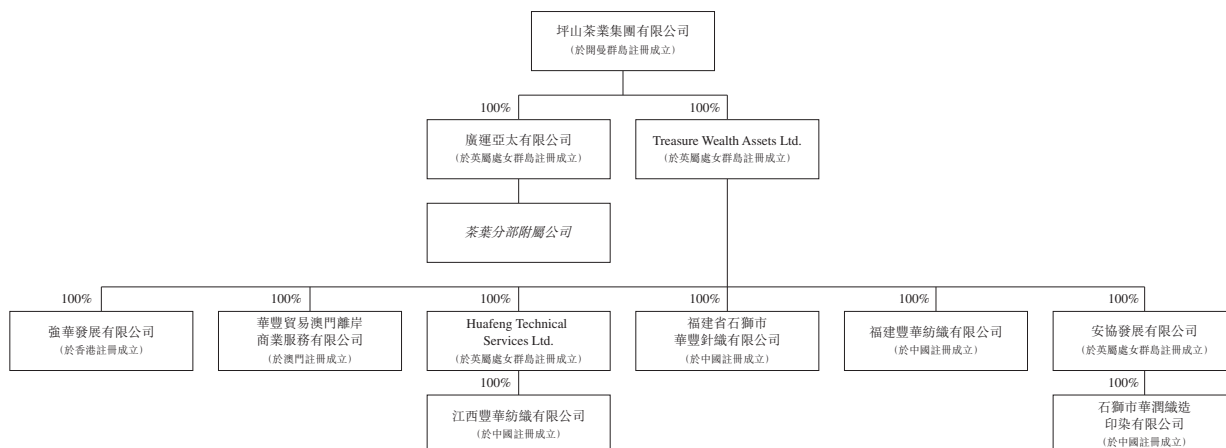 坪山茶業集團有限公司
(於開曼群島註冊成立)
100%
100%
廣運亞太有限公司
(於英屬處女群島註冊成立)
Treasure Wealth Assets Ltd.
(於英屬處女群島註冊成立)
茶葉分部附屬公司
100%
100%
100%
100%
100%
100%
強華發展有限公司
(於香港註冊成立)
華豐貿易澳門離岸
商業服務有限公司
(於澳門註冊成立)
Huafeng Technical
Services Ltd.
(於英屬處女群島註冊成立)
福建省石獅市
華豐針織有限公司
(於中國註冊成立)
福建豐華紡織有限公司
(於中國註冊成立)
安協發展有限公司
(於英屬處女群島註冊成立)
100%
100%
江西豐華紡織有限公司
(於中國註冊成立)
石獅市華潤織造
印染有限公司
(於中國註冊成立)